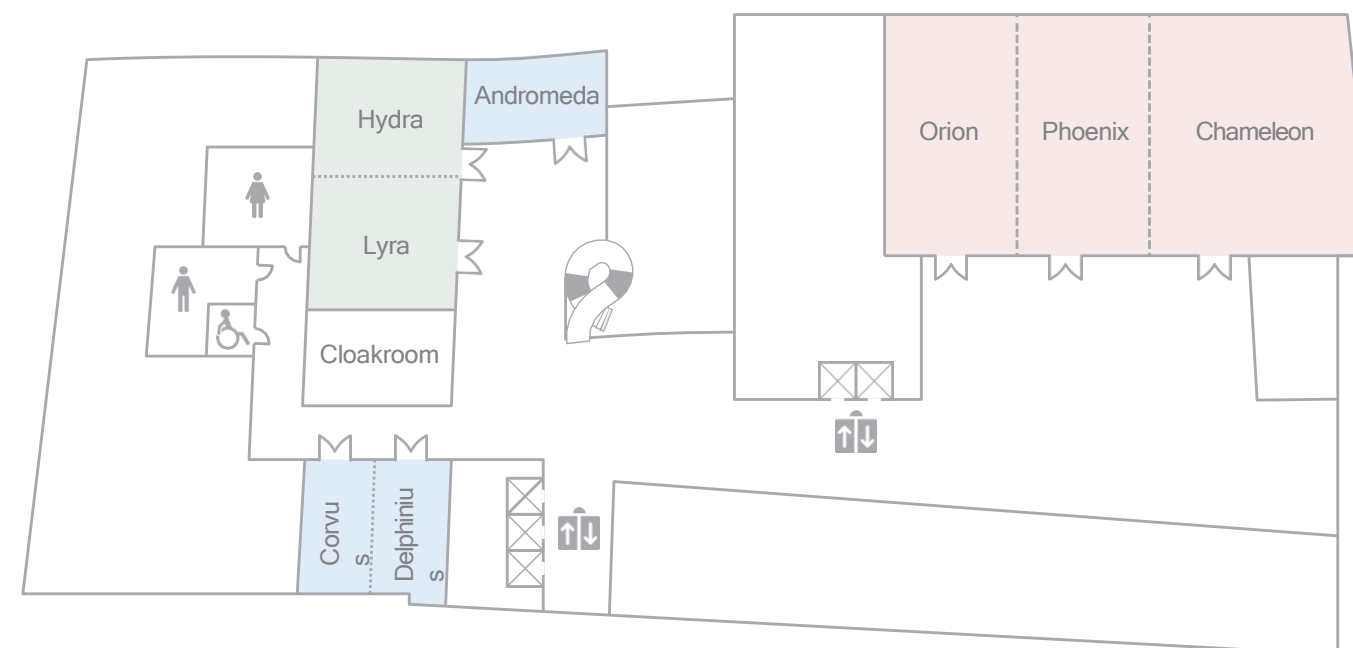 Andromeda
Hydra
Orion
Phoenix
Chameleon
Lyra
Cloakroom
Corvu
s
Delphiniu
s